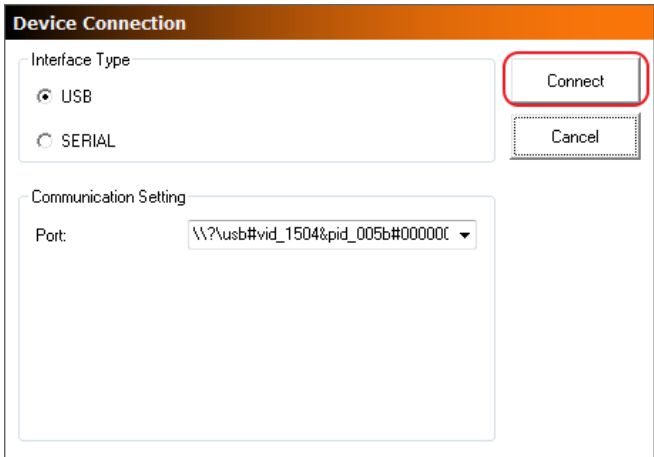 Device Connection
Interface Type
USB
SERIAL
Connect
Cancel
Communication Setting
Port:
\\?\usb#vid_1504&pid_005b#000000